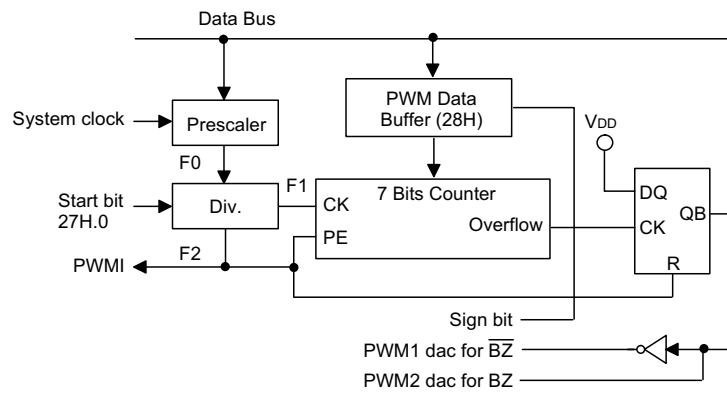 Data Bus
System clock
Prescaler
PWM Data
Buffer (28H)
VDD
F0
Start bit
27H.0
Div.
F1
7 Bits Counter
CK
PE
Overflow
DQ
CK
QB
R
F2
PWMI
Sign bit
PWM1 dac for B̅Z̅
PWM2 dac for BZ